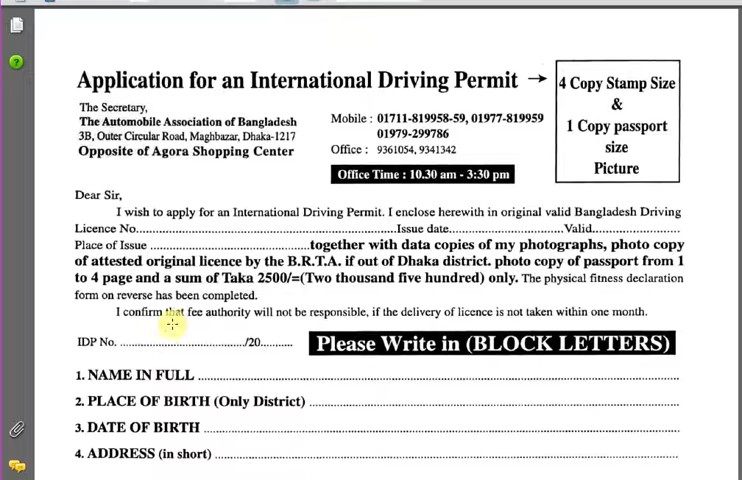 Application for an International Driving Permit →
4 Copy Stamp Size
&
1 Copy passport
size
Picture
The Secretary,
The Automobile Association of Bangladesh
3B, Outer Circular Road, Maghbazar, Dhaka-1217
Opposite of Agora Shopping Center
Mobile : 01711-819958-59, 01977-819959
01979-299786
Office : 9361054, 9341342
Office Time : 10.30 am - 3:30 pm
Dear Sir,
I wish to apply for an International Driving Permit. I enclose herewith in original valid Bangladesh Driving
Licence No.......................................................Issue date.............................Valid.......................
Place of Issue .........................................together with data copies of my photographs, photo copy
of attested original licence by the B.R.T.A. if out of Dhaka district. photo copy of passport from 1
to 4 page and a sum of Taka 2500/=(Two thousand five hundred) only. The physical fitness declaration
form on reverse has been completed.
I confirm that fee authority will not be responsible, if the delivery of licence is not taken within one month.
IDP No. ........................................./20..........
Please Write in (BLOCK LETTERS)
1. NAME IN FULL ..............................................................................
2. PLACE OF BIRTH (Only District) ..............................................................
3. DATE OF BIRTH ..............................................................................
4. ADDRESS (in short) ..........................................................................